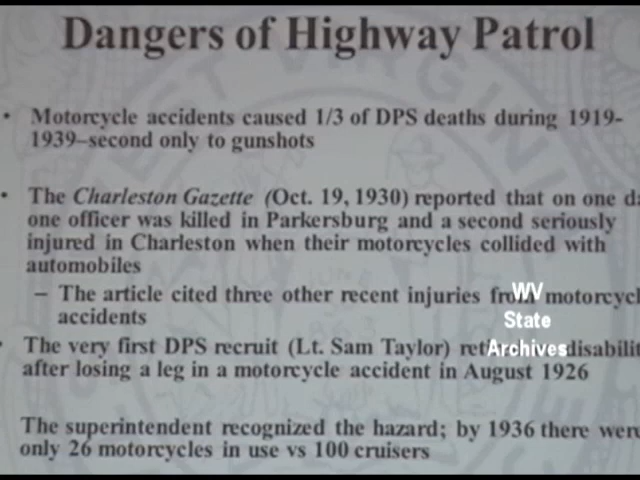 Dangers of Highway Patrol
• Motorcycle accidents caused 1/3 of DPS deaths during 1919-
1939–second only to gunshots
• The Charleston Gazette (Oct. 19, 1930) reported that on one
one officer was killed in Parkersburg and a second seriously
injured in Charleston when their motorcycles collided with
automobiles
– The article cited three other recent injuries
accidents
• The very first DPS recruit (Lt. Sam Taylor)
after losing a leg in a motorcycle accident in August 1926
The superintendent recognized the hazard; by 1936 there
only 26 motorcycles in use vs 100 cruisers
WV
State
Archives